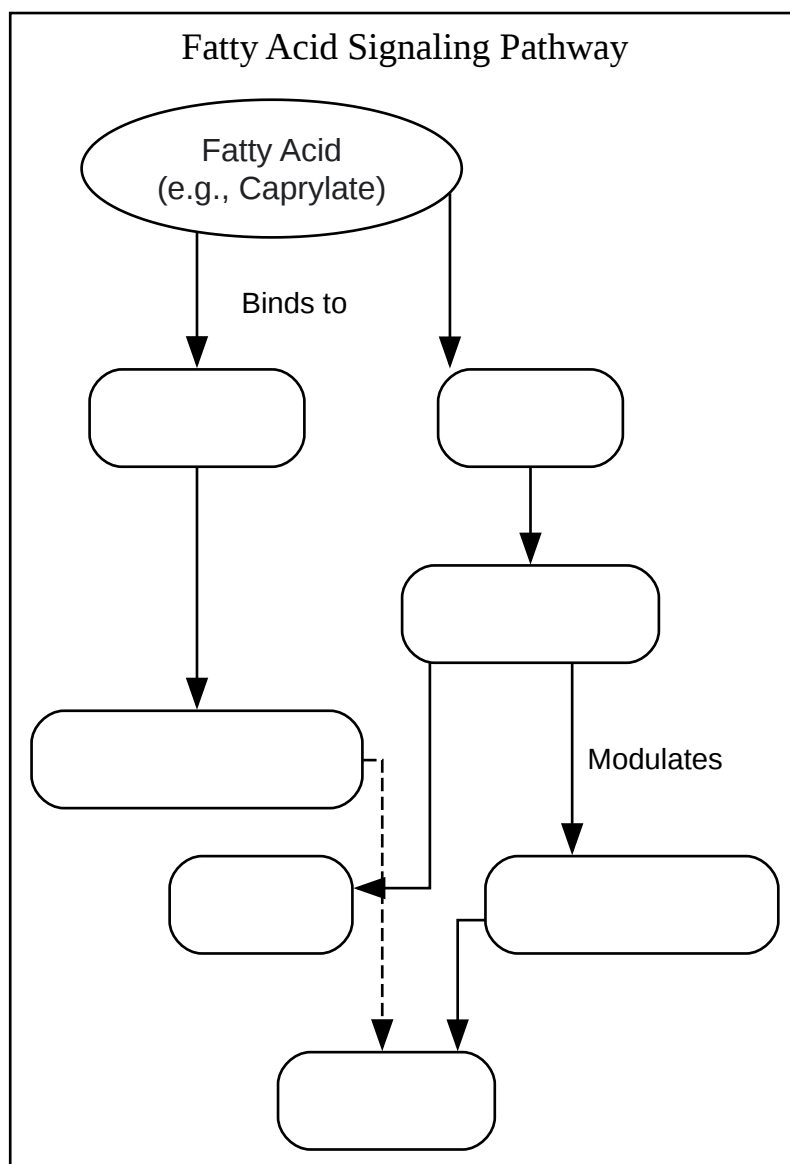 Fatty Acid Signaling Pathway
Fatty Acid
(e.g., Caprylate)
Binds to
Modulates